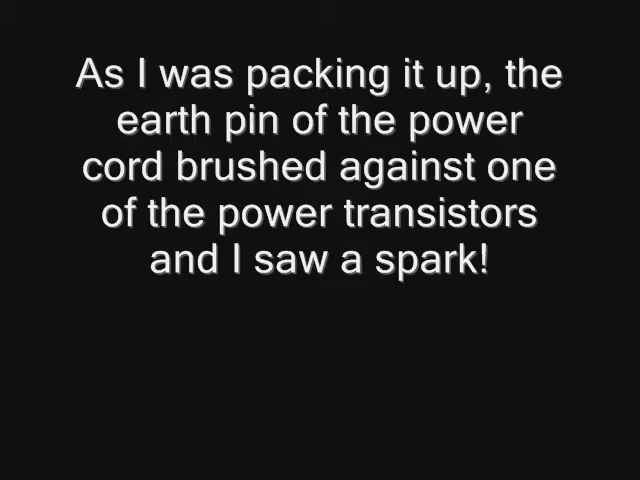 As I was packing it up, the
earth pin of the power
cord brushed against one
of the power transistors
and I saw a spark!